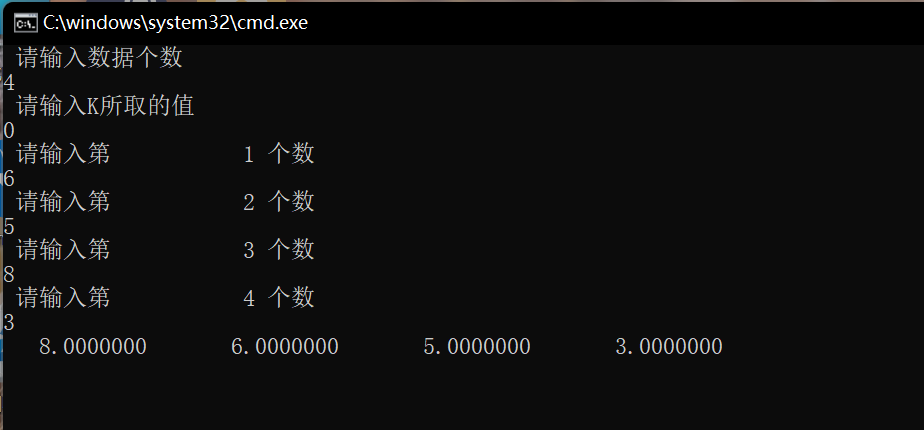 C:\windows\system32\cmd.exe
请输入数据个数
4
请输入K所取的值
0
请输入第 1 个数
6
请输入第 2 个数
5
请输入第 3 个数
8
请输入第 4 个数
3
8.0000000 6.0000000 5.0000000 3.0000000